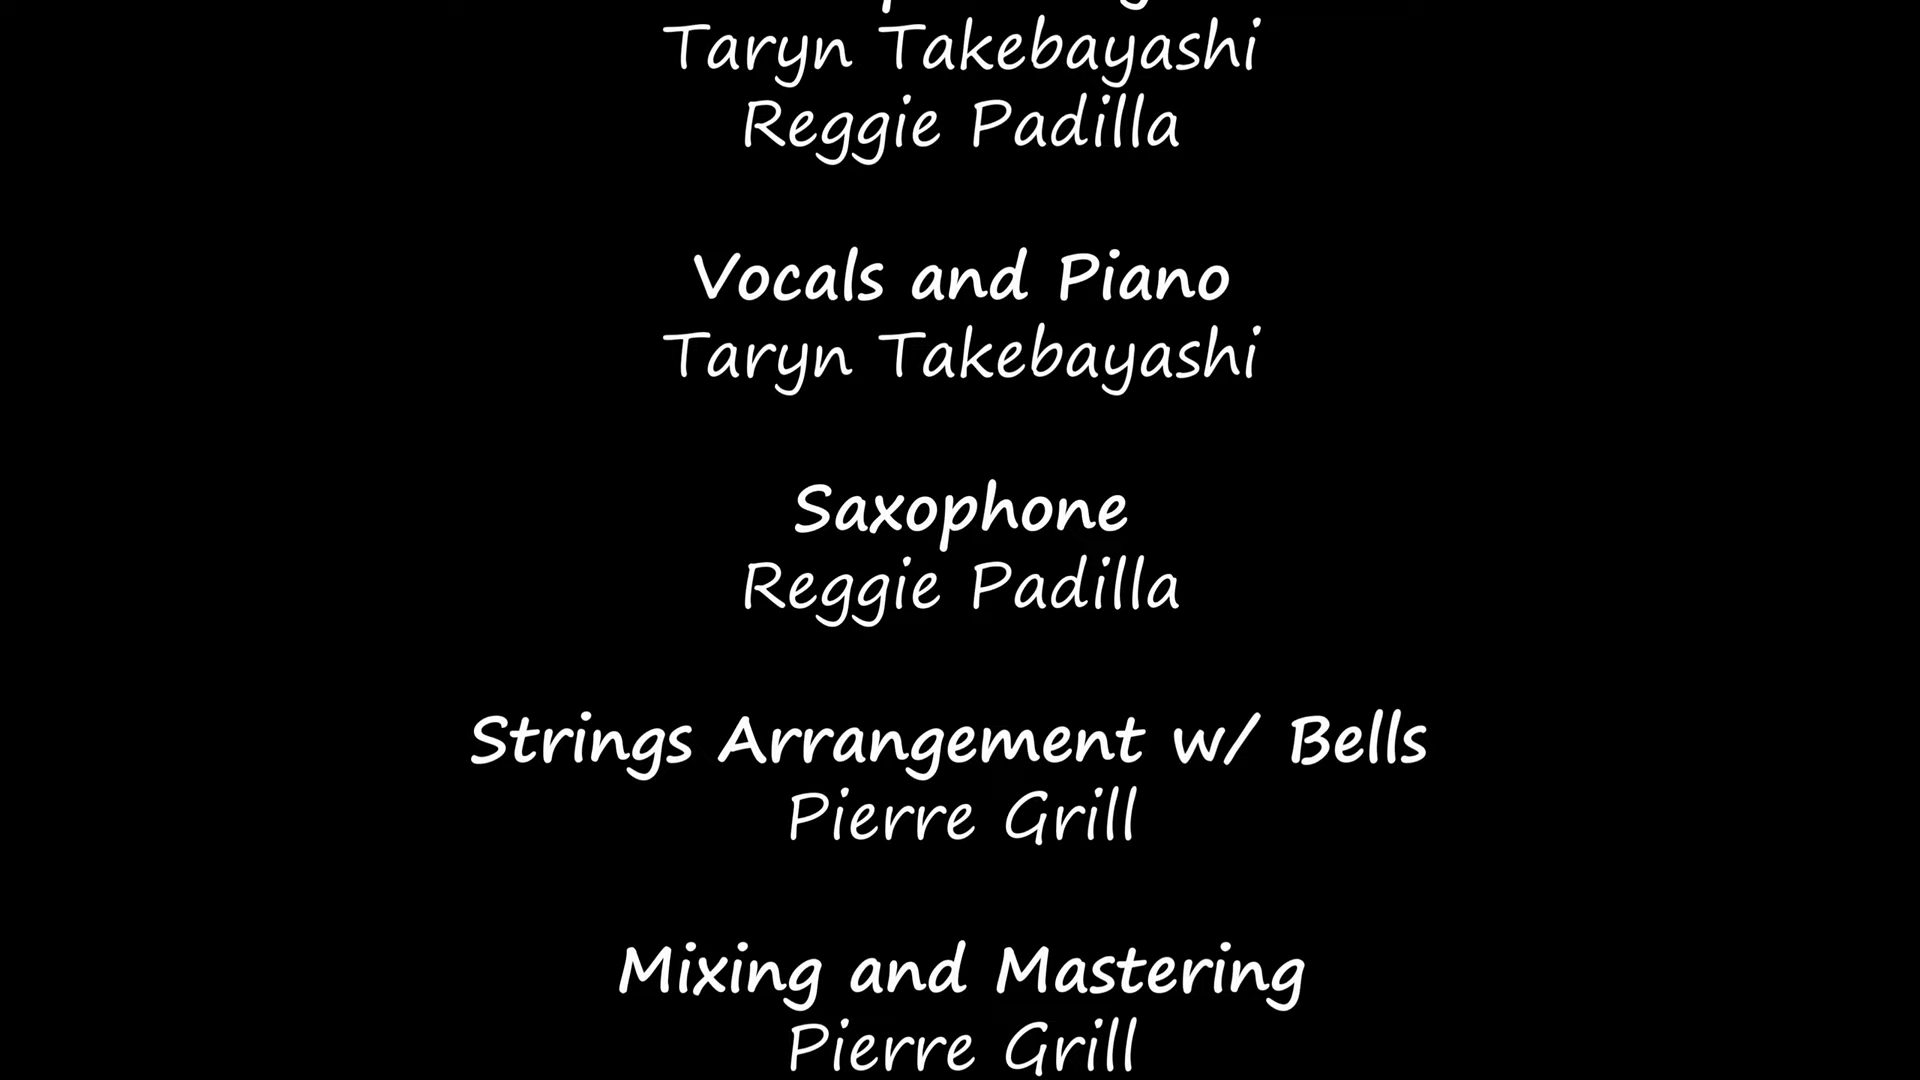 Taryn Takebayashi
Reggie Padilla
Vocals and Piano
Taryn Takebayashi
Saxophone
Reggie Padilla
Strings Arrangement w/ Bells
Pierre Grill
Mixing and Mastering
Pierre Grill